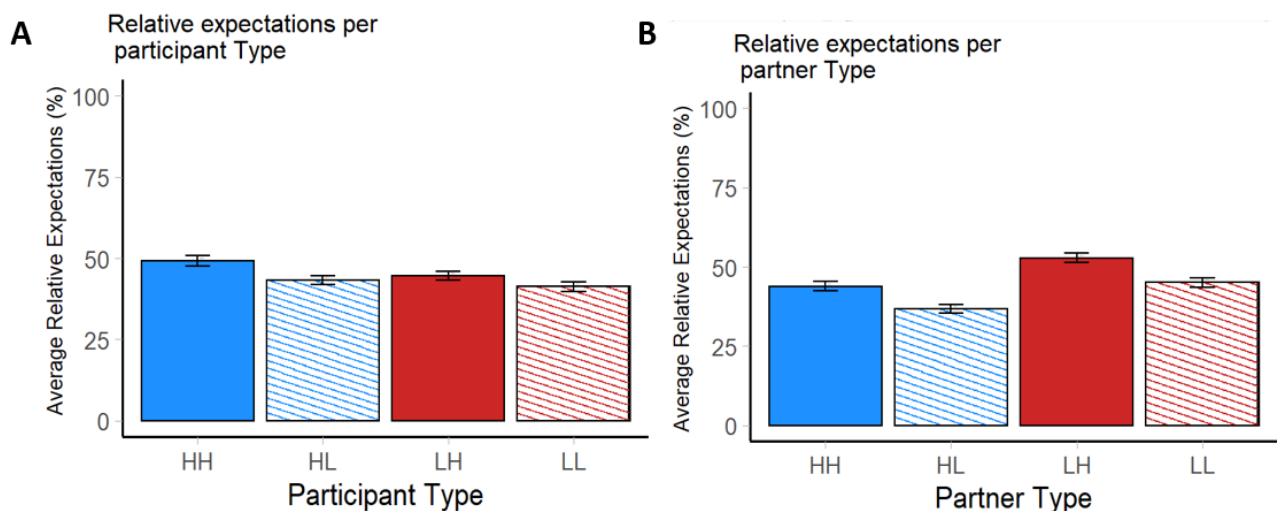 A
Relative expectations per
participant Type
Average Relative Expectations (%)
100
75
50
25
0
HH HL LH LL
Participant Type
B
Relative expectations per
partner Type
Average Relative Expectations (%)
100
75
50
25
0
HH HL LH LL
Partner Type